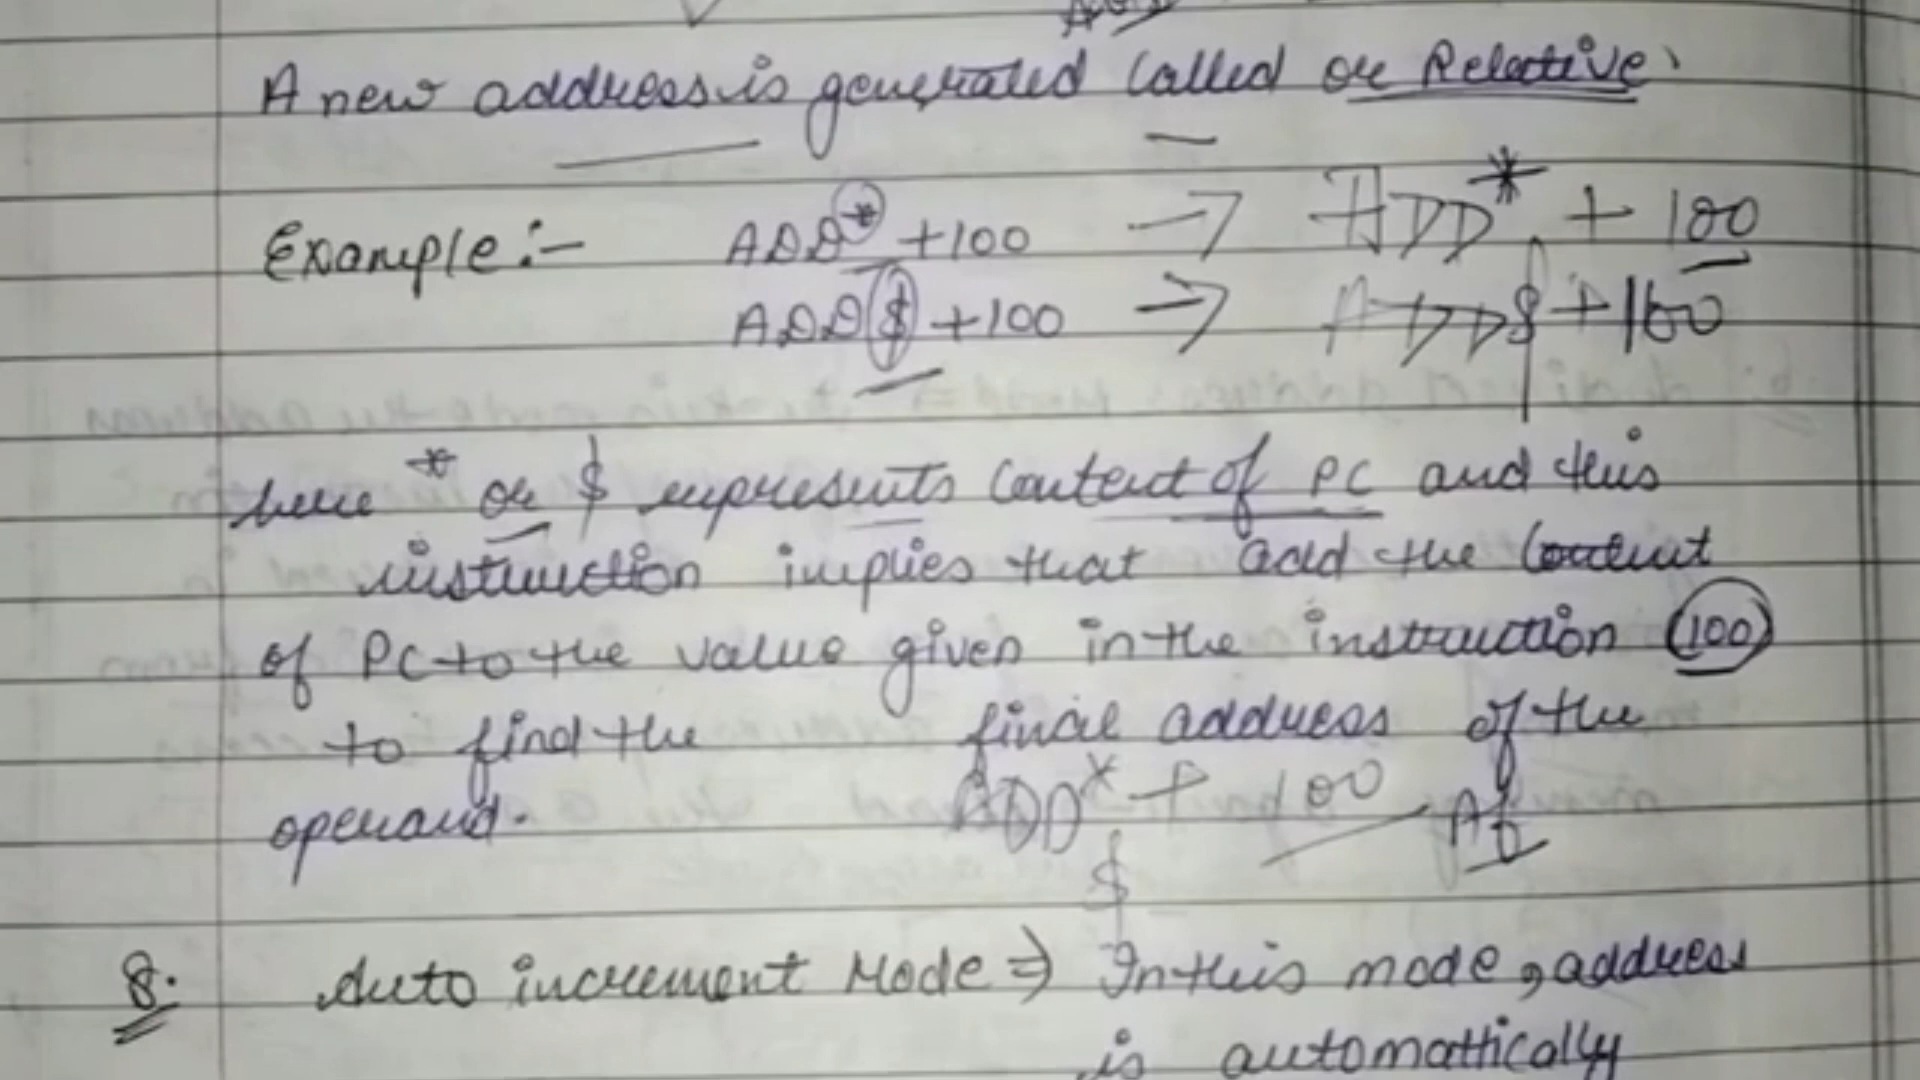 A new address is generated called or Relative.
Example:- ADD* +100 → ADD* + 100
ADD$ +100 → ADD$ +100
here * or $ represents content of PC and this
instruction implies that add the content
of PC to the value given in the instruction (100)
to find the final address of the
operand. ADD* + 100
$
8. Auto increment Mode ⇒ In this mode, address
is automattically